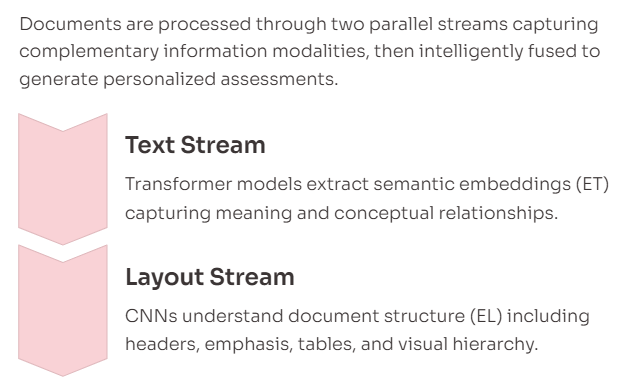 Documents are processed through two parallel streams capturing
complementary information modalities, then intelligently fused to
generate personalized assessments.
Text Stream
Transformer models extract semantic embeddings (ET)
capturing meaning and conceptual relationships.
Layout Stream
CNNs understand document structure (EL) including
headers, emphasis, tables, and visual hierarchy.